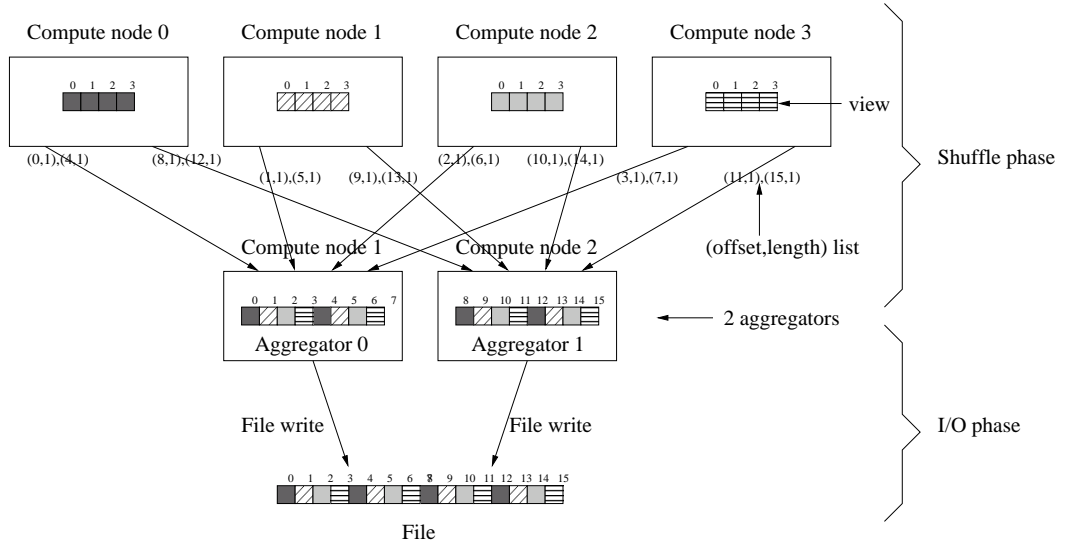 Compute node 0 Compute node 1 Compute node 2 Compute node 3
0 1 2 3 0 1 2 3 0 1 2 3 0 1 2 3
view
(0,1),(4,1) (8,1),(12,1) (2,1),(6,1) (10,1),(14,1)
Shuffle phase
(1,1),(5,1) (9,1),(13,1) (3,1),(7,1) (11,1),(15,1)
Compute node 1 Compute node 2 (offset,length) list
0 1 2 3 4 5 6 7 8 9 10 11 12 13 14 15
2 aggregators
Aggregator 0 Aggregator 1
File write File write I/O phase
0 1 2 3 4 5 6 8 9 10 11 12 13 14 15
File